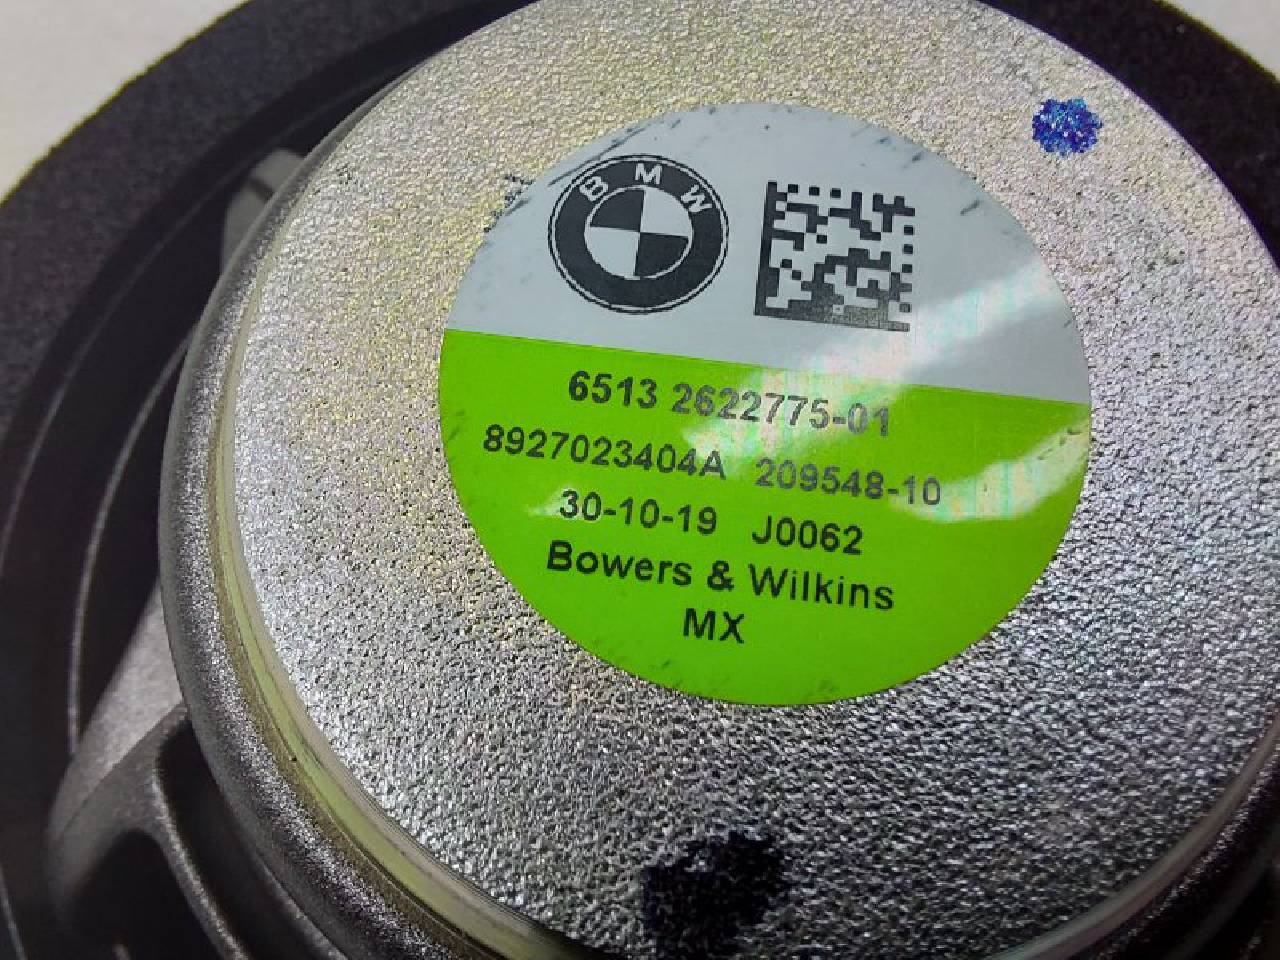 BMW
6513 2622775-01
8927023404A 209548-10
30-10-19 J0062
Bowers & Wilkins
MX